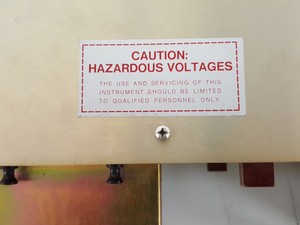 CAUTION:
HAZARDOUS VOLTAGES
THE USE AND SERVICING OF THIS
INSTRUMENT SHOULD BE LIMITED
TO QUALIFIED PERSONNEL ONLY.